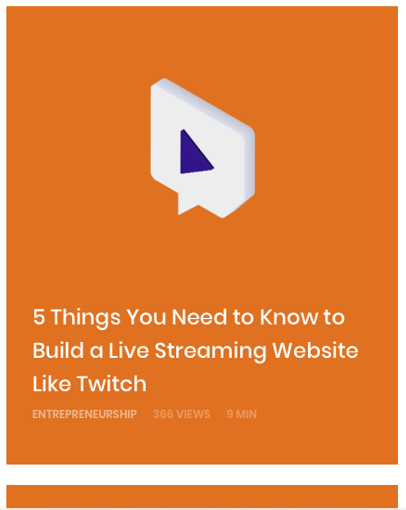 5 Things You Need to Know to
Build a Live Streaming Website
Like Twitch
ENTREPRENEURSHIP 366 VIEWS 9 MIN